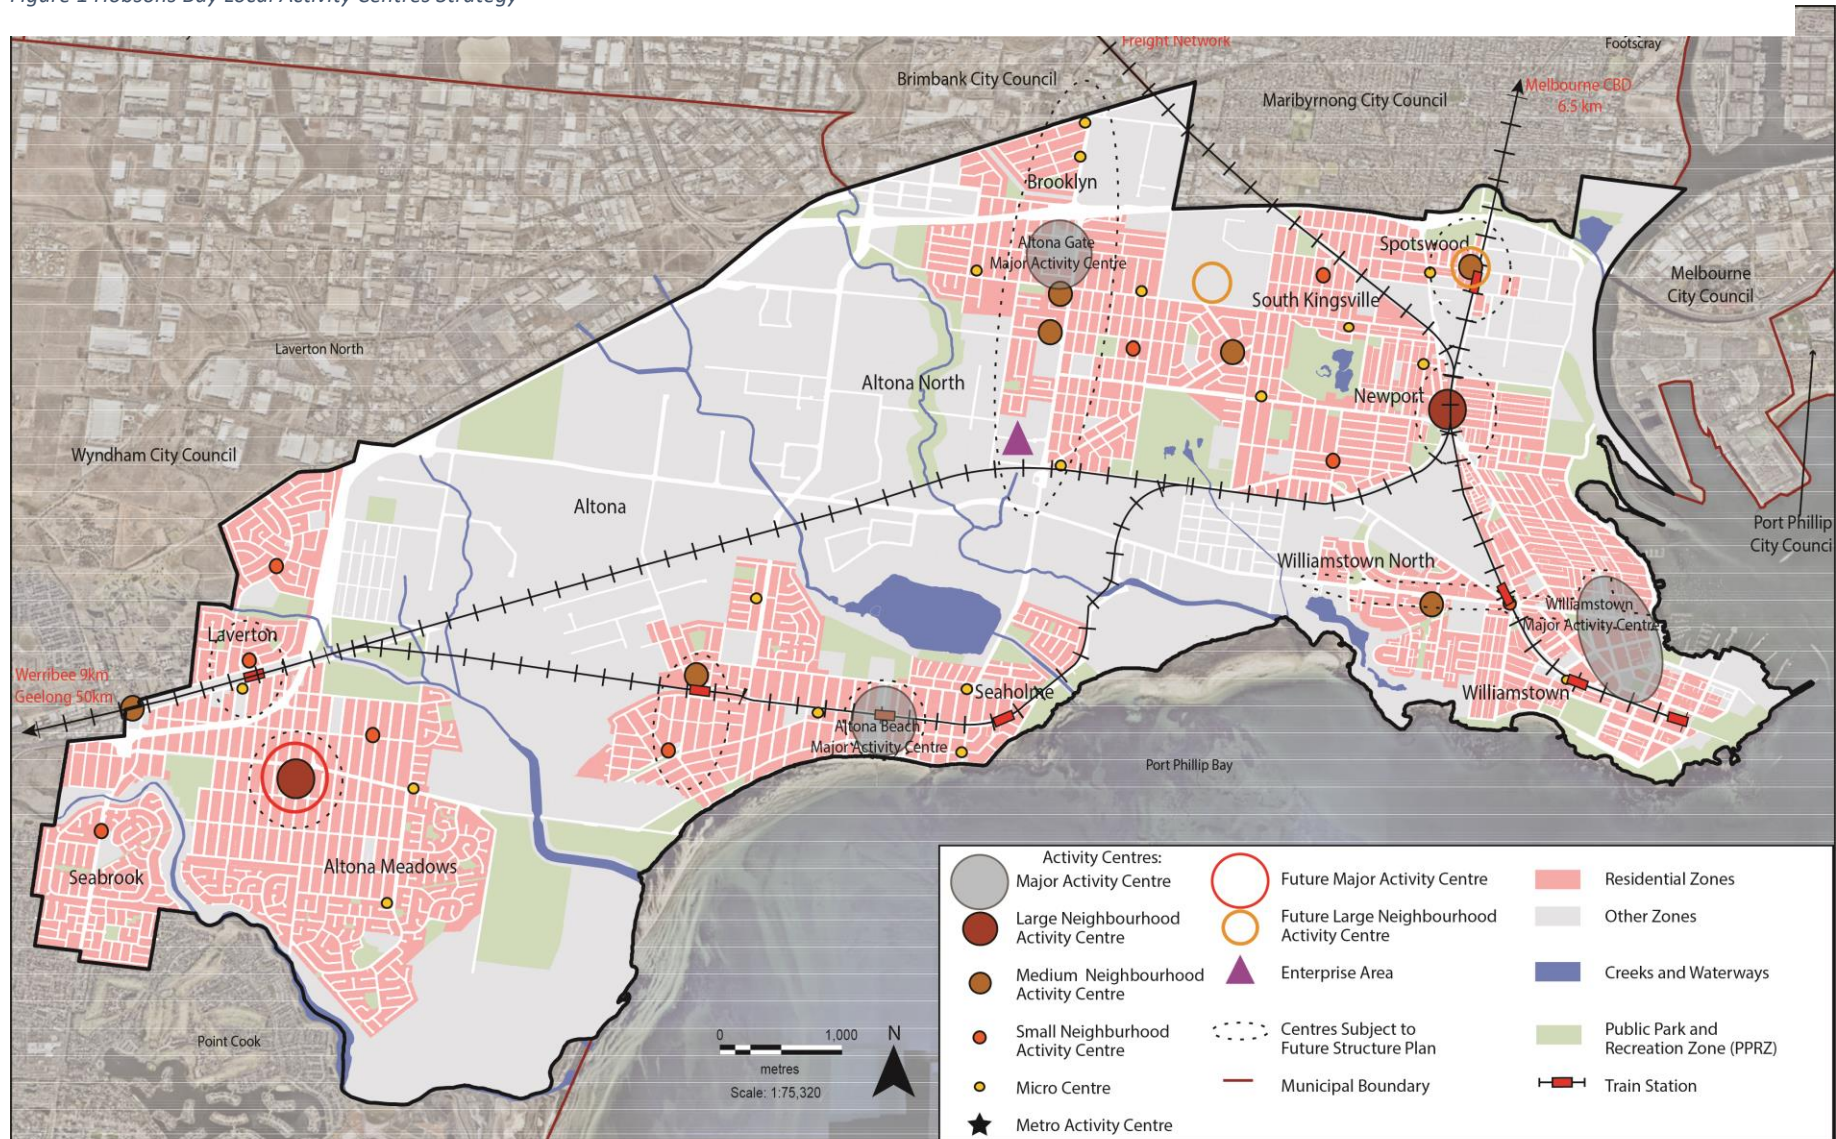 Figure 1 Hobsons Bay Local Activity Centres Strategy
Freight Network
Footscray
Brimbank City Council
Maribyrnong City Council
Melbourne CBD
6.5 km
Brooklyn
Altona Gate
Major Activity Centre
Spotswood
Melbourne
City Council
South Kingsville
Laverton North
Altona North
Newport
Wyndham City Council
Altona
Port Phillip
City Counci
Williamstown North
Williamstown
Major Activity Centre
Laverton
Werribee 9km
Geelong 50km
Seaholme
Williamstown
Altona Beach
Major Activity Centre
Port Phillip Bay
Altona Meadows
Seabrook
Point Cook
0 1,000
metres
Scale: 1:75,320
N
Activity Centres:
Major Activity Centre
Large Neighbourhood
Activity Centre
Medium Neighbourhood
Activity Centre
Small Neighburhood
Activity Centre
Micro Centre
Metro Activity Centre
Future Major Activity Centre
Future Large Neighbourhood
Activity Centre
Enterprise Area
Centres Subject to
Future Structure Plan
Municipal Boundary
Residential Zones
Other Zones
Creeks and Waterways
Public Park and
Recreation Zone (PPRZ)
Train Station